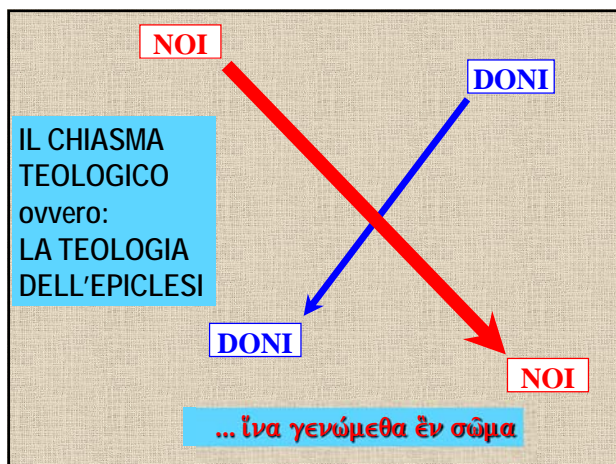 NOI
DONI
IL CHIASMA
TEOLOGICO
ovvero:
LA TEOLOGIA
DELL'EPICLESI
DONI
NOI
... ἵνα γενώμεθα ἓν σῶμα